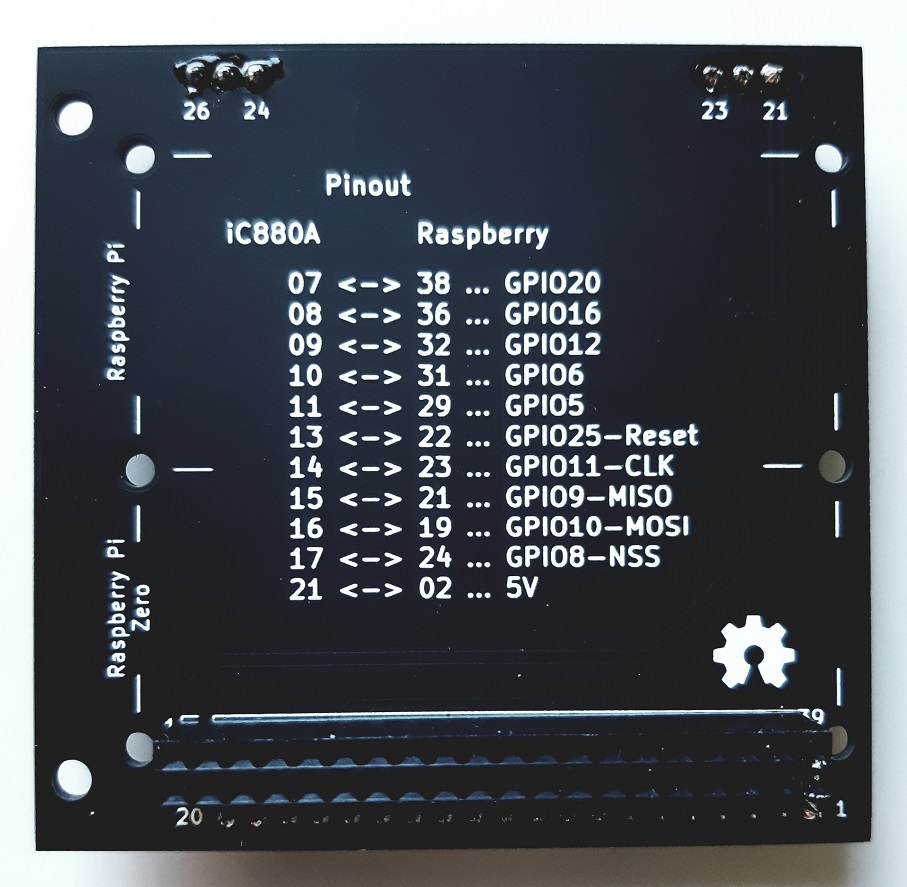 26 24 23 21
Pinout
iC880A Raspberry
07 <-> 38 ... GPIO20
08 <-> 36 ... GPIO16
09 <-> 32 ... GPIO12
10 <-> 31 ... GPIO6
11 <-> 29 ... GPIO5
13 <-> 22 ... GPIO25-Reset
14 <-> 23 ... GPIO11-CLK
15 <-> 21 ... GPIO9-MISO
16 <-> 19 ... GPIO10-MOSI
17 <-> 24 ... GPIO8-NSS
21 <-> 02 ... 5V
Raspberry Pi
Raspberry Pi
Zero
1 39
20 1